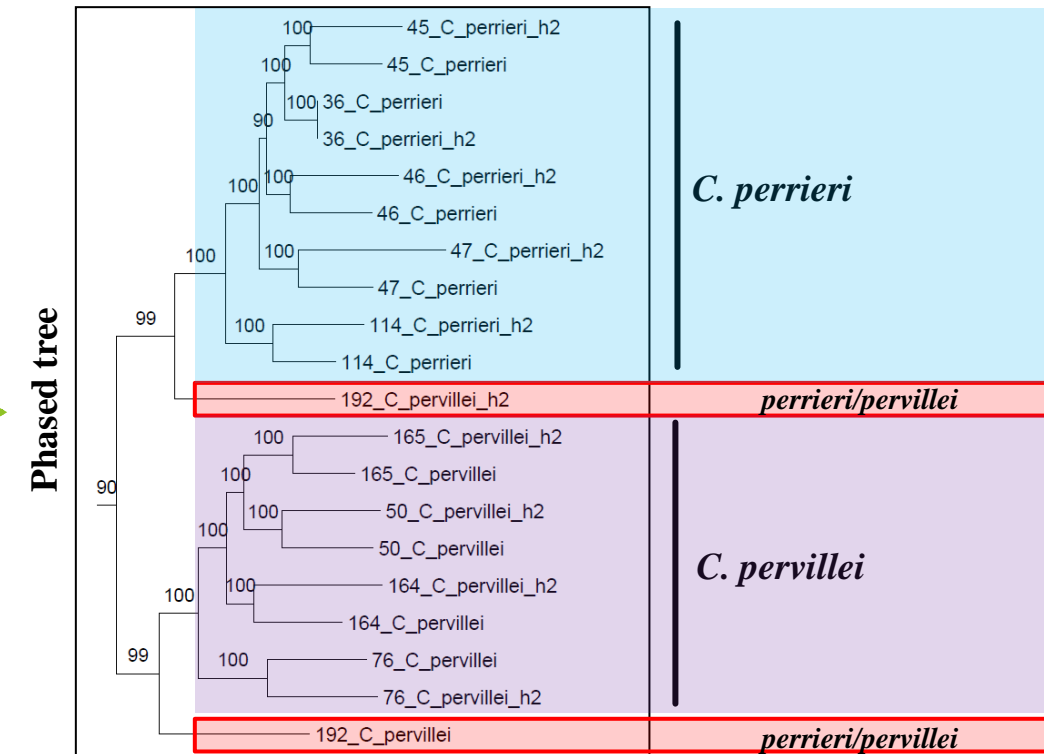 Phased tree
100
45_C_perrieri_h2
100
45_C_perrieri
100
36_C_perrieri
90
36_C_perrieri_h2
100
46_C_perrieri_h2
100
46_C_perrieri
100
47_C_perrieri_h2
100
47_C_perrieri
99
100
114_C_perrieri_h2
114_C_perrieri
C. perrieri
192_C_pervillei_h2
perrieri/pervillei
90
100
165_C_pervillei_h2
100
165_C_pervillei
100
50_C_pervillei_h2
100
50_C_pervillei
100
164_C_pervillei_h2
100
164_C_pervillei
99
100
76_C_pervillei
76_C_pervillei_h2
C. pervillei
192_C_pervillei
perrieri/pervillei